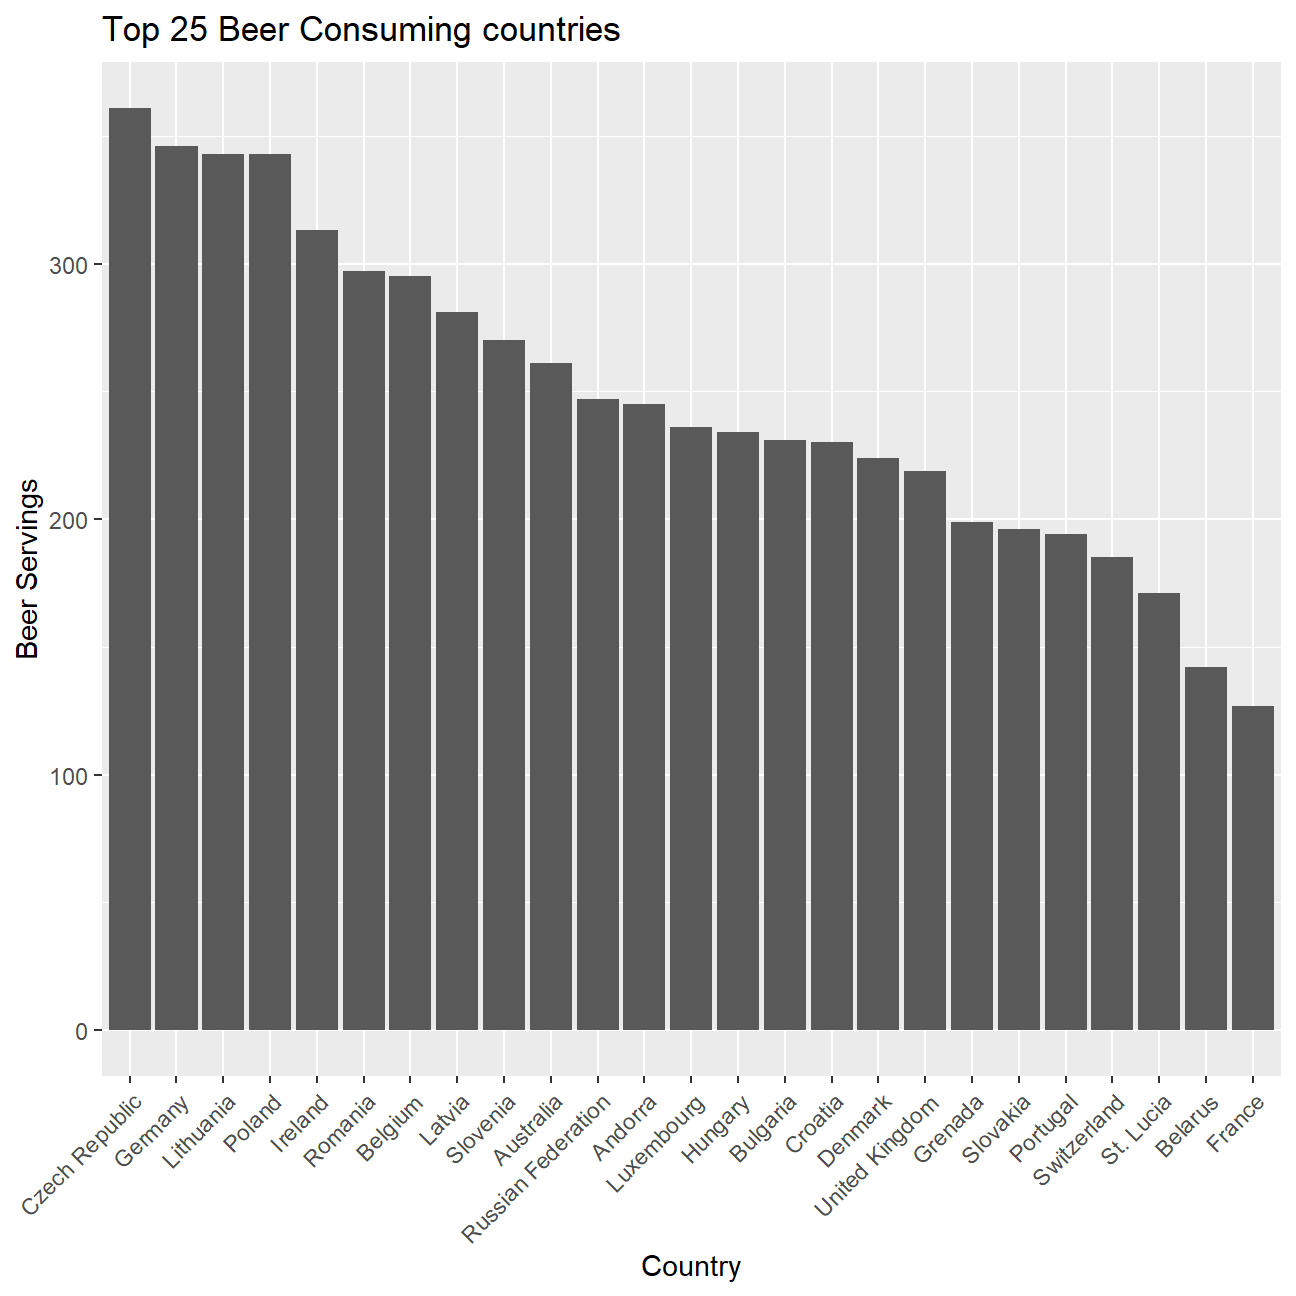 Top 25 Beer Consuming countries
Beer Servings
300
200
100
0
Czech Republic
Germany
Lithuania
Poland
Ireland
Romania
Belgium
Latvia
Slovenia
Australia
Russian Federation
Andorra
Luxembourg
Hungary
Bulgaria
Croatia
Denmark
United Kingdom
Grenada
Slovakia
Portugal
Switzerland
St. Lucia
Belarus
France
Country